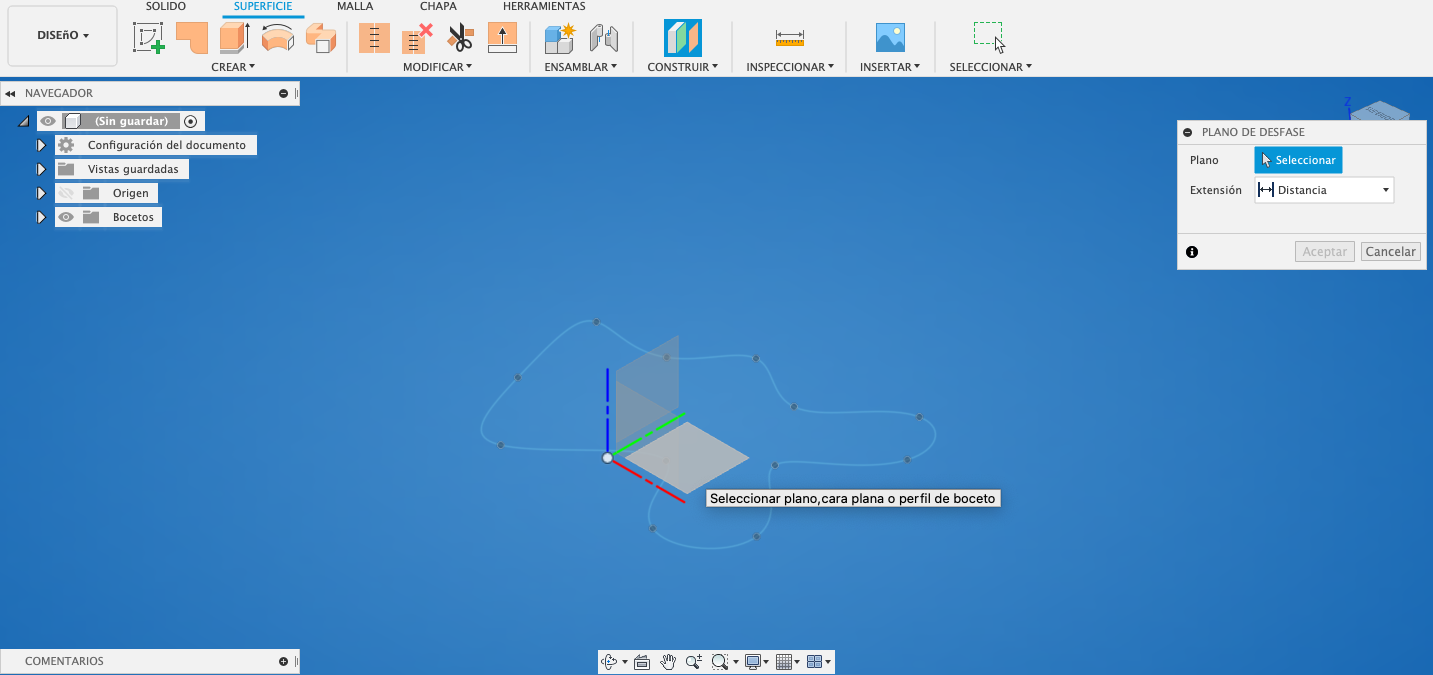 SOLIDO SUPERFICIE MALLA CHAPA HERRAMIENTAS
DISEñO
CREAR MODIFICAR ENSAMBLAR CONSTRUIR INSPECCIONAR INSERTAR SELECCIONAR
NAVEGADOR
(Sin guardar)
Configuración del documento
Vistas guardadas
Origen
Bocetos
Z
PLANO DE DESFASE
Plano Seleccionar
Extensión Distancia
Aceptar Cancelar
Seleccionar plano,cara plana o perfil de boceto
COMENTARIOS